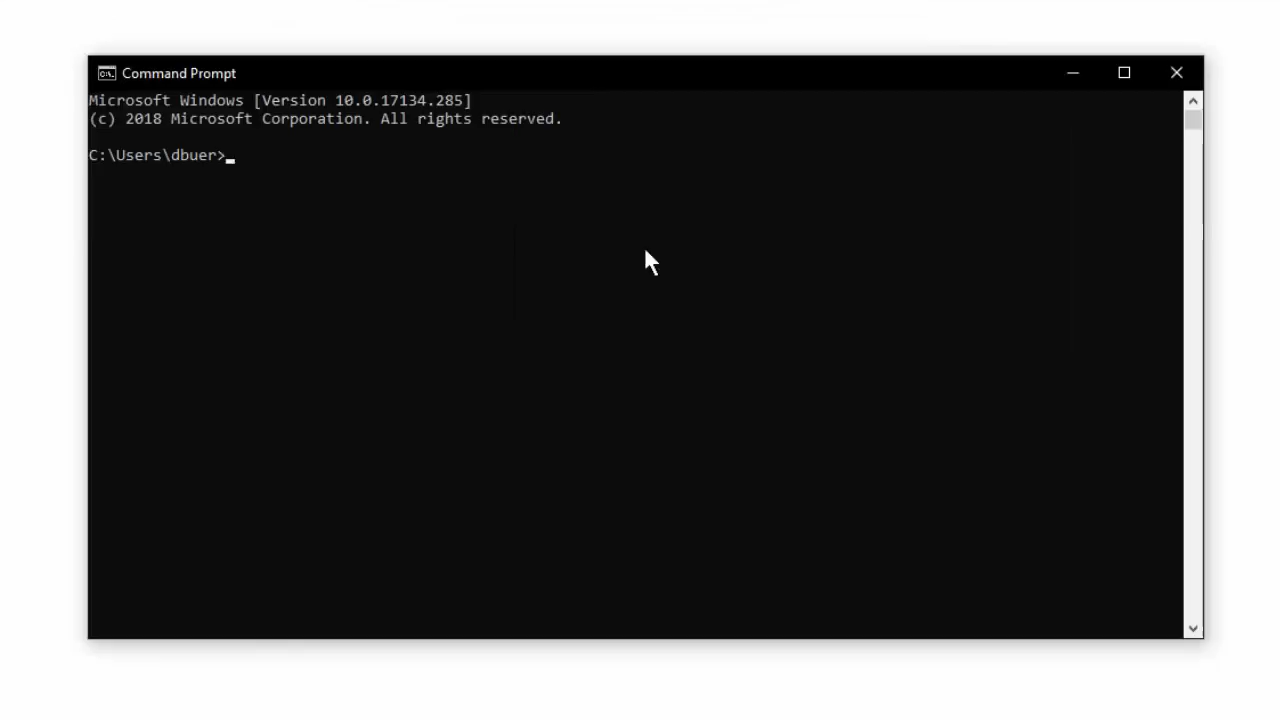 Command Prompt
Microsoft Windows [Version 10.0.17134.285]
(c) 2018 Microsoft Corporation. All rights reserved.
C:\Users\dbuer>